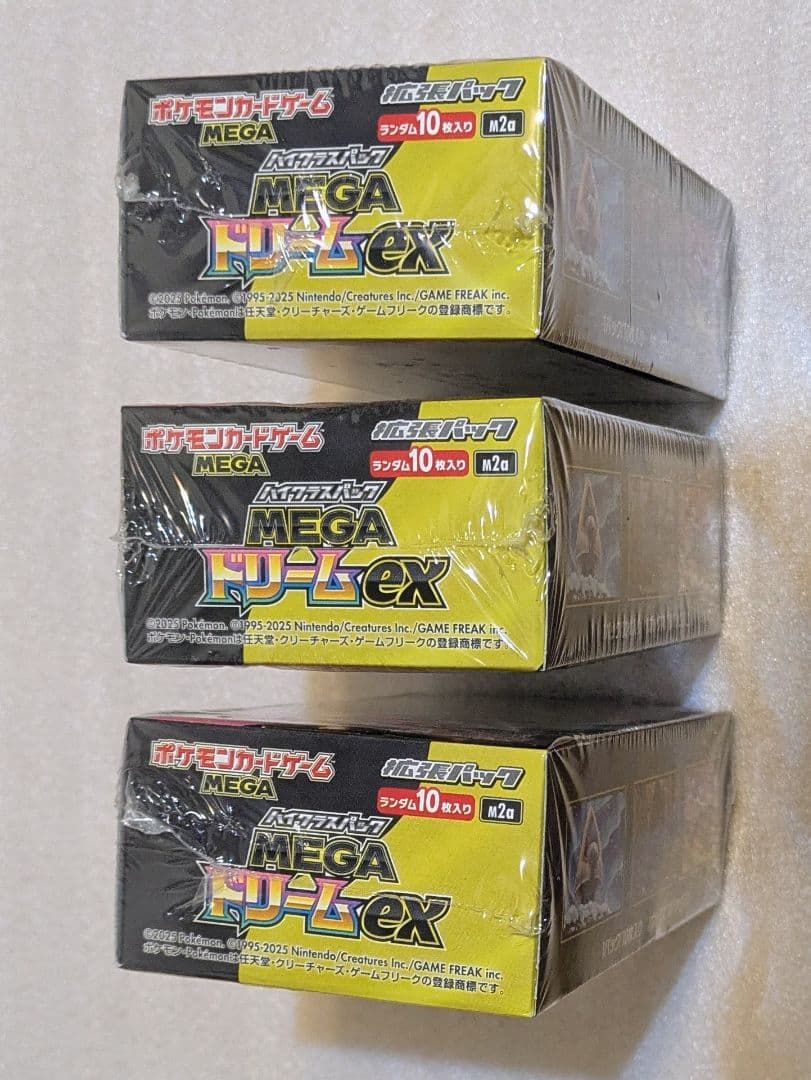 ポケモンカードゲーム
MEGA
拡張パック
ランダム10枚入り M2a
ハイクラスパック
MEGA
ドリームex
©2025 Pokémon. ©1995-2025 Nintendo/Creatures Inc./GAME FREAK inc.
ポケモン・Pokémonは任天堂・クリーチャーズ・ゲームフリークの登録商標です。
ポケモンカードゲーム
MEGA
拡張パック
ランダム10枚入り M2a
ハイクラスパック
MEGA
ドリームex
©2025 Pokémon. ©1995-2025 Nintendo/Creatures Inc./GAME FREAK inc.
ポケモン・Pokémonは任天堂・クリーチャーズ・ゲームフリークの登録商標です。
ポケモンカードゲーム
MEGA
拡張パック
ランダム10枚入り M2a
ハイクラスパック
MEGA
ドリームex
©2025 Pokémon. ©1995-2025 Nintendo/Creatures Inc./GAME FREAK inc.
ポケモン・Pokémonは任天堂・クリーチャーズ・ゲームフリークの登録商標です。